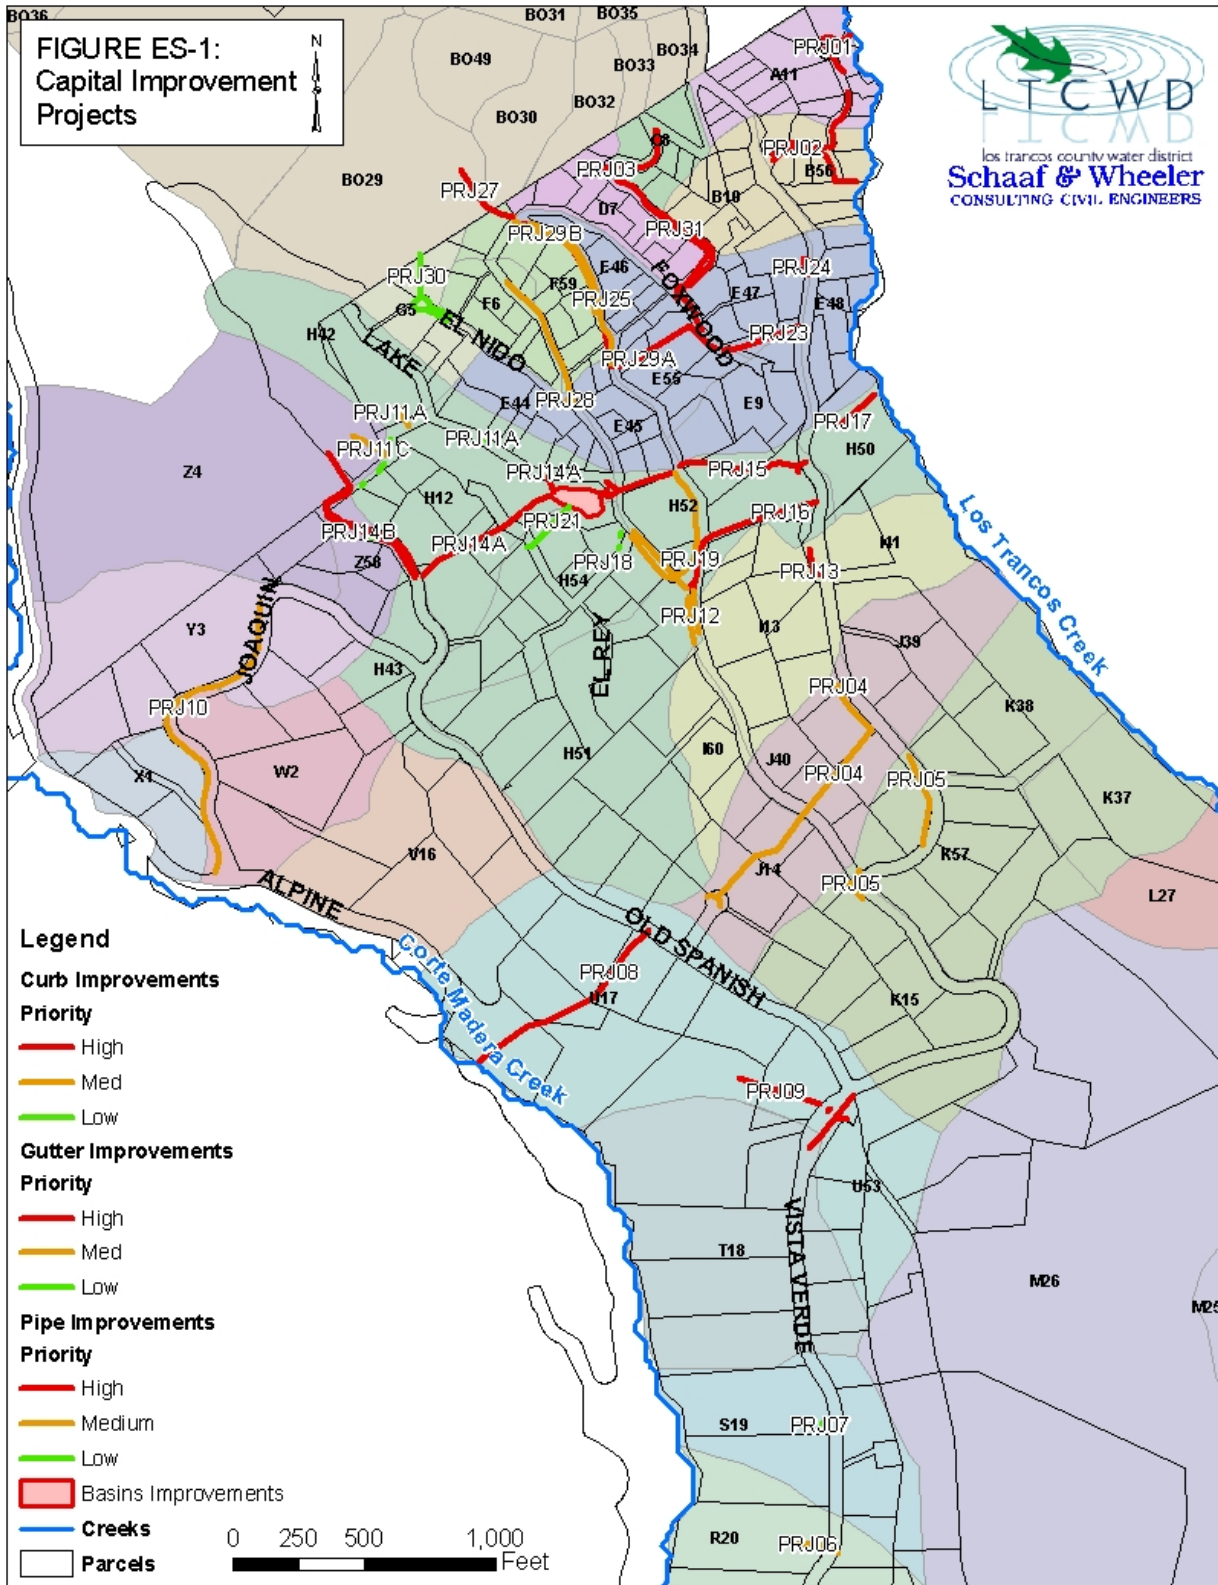 FIGURE ES-1:
Capital Improvement
Projects
N
LTCWD
los trancos county water district
Schaaf & Wheeler
CONSULTING CIVIL ENGINEERS
BO36
BO31
BO35
BO49
BO34
BO33
BO32
BO30
BO29
A11
PRJ01
C8
PRJ02
B56
PRJ03
PRJ27
B10
D7
PRJ31
PRJ29B
E46
FOXWOOD
PRJ24
PRJ30
F59
E47
E48
F6
PRJ25
G5
EL NIDO
H42
LAKE
PRJ23
PRJ29A
E55
E44
PRJ28
E9
PRJ11A
PRJ17
E45
PRJ11A
PRJ11C
H50
Z4
PRJ14A
PRJ15
H12
H52
Los Trancos Creek
PRJ21
PRJ16
PRJ14B
PRJ14A
I41
Z58
PRJ18
PRJ19
PRJ13
H54
JOAQUIN
PRJ12
Y3
I13
EL REY
J39
H43
PRJ04
PRJ10
K38
H51
I60
J40
W2
PRJ04
PRJ05
X1
K37
V16
K57
J14
PRJ05
ALPINE
L27
OLD SPANISH
Corte Madera Creek
PRJ08
U17
K15
PRJ09
U53
VISTA VERDE
T18
M26
M25
S19
PRJ07
R20
PRJ06
Legend
Curb Improvements
Priority
High
Med
Low
Gutter Improvements
Priority
High
Med
Low
Pipe Improvements
Priority
High
Medium
Low
Basins Improvements
Creeks
Parcels
0 250 500 1,000
Feet